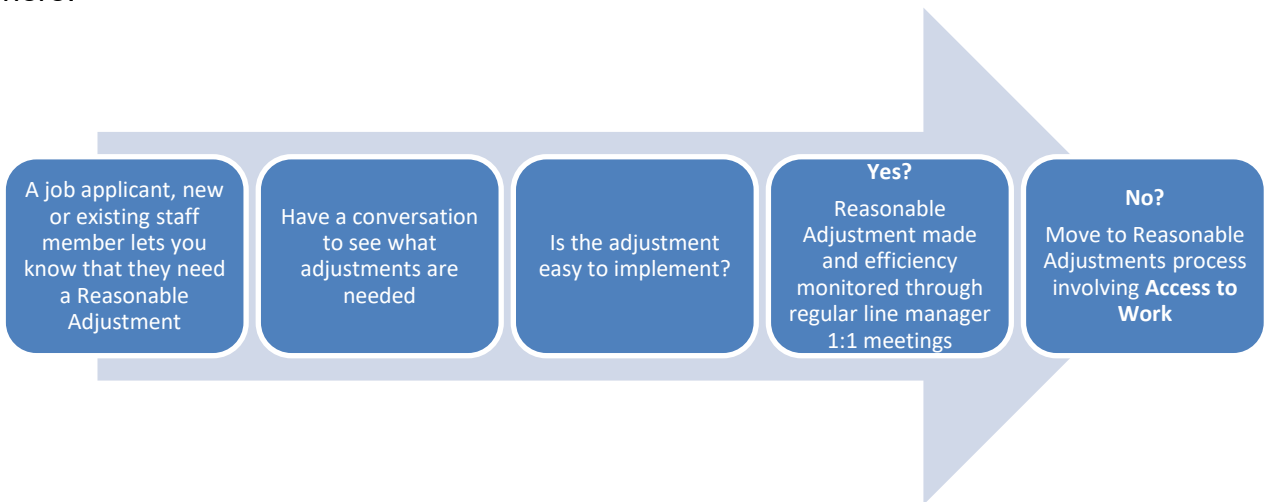 A job applicant, new
or existing staff
member lets you
know that they need
a Reasonable
Adjustment
Have a conversation
to see what
adjustments are
needed
Is the adjustment
easy to implement?
Yes?
Reasonable
Adjustment made
and efficiency
monitored through
regular line manager
1:1 meetings
No?
Move to Reasonable
Adjustments process
involving Access to
Work